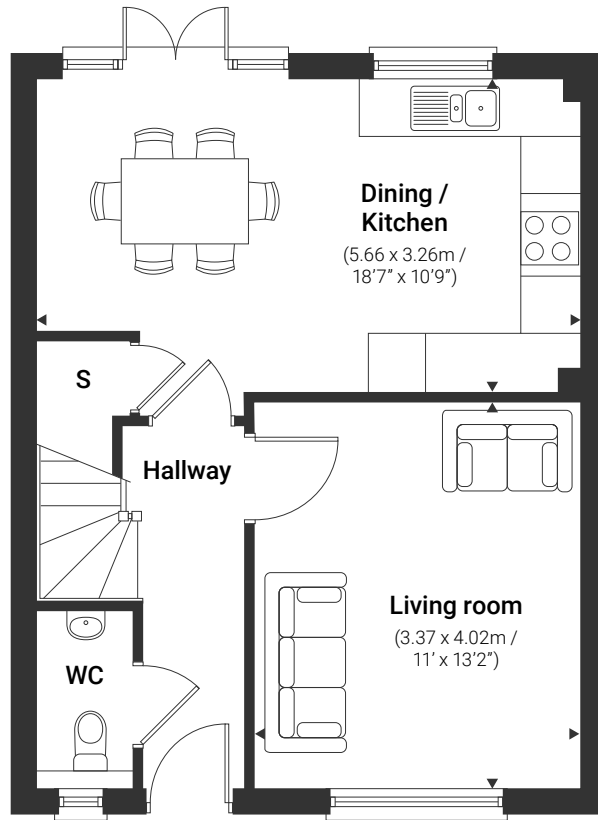 Dining /
Kitchen
(5.66 x 3.26m /
18’7” x 10’9”)
S
Hallway
Living room
(3.37 x 4.02m /
11’ x 13’2”)
WC